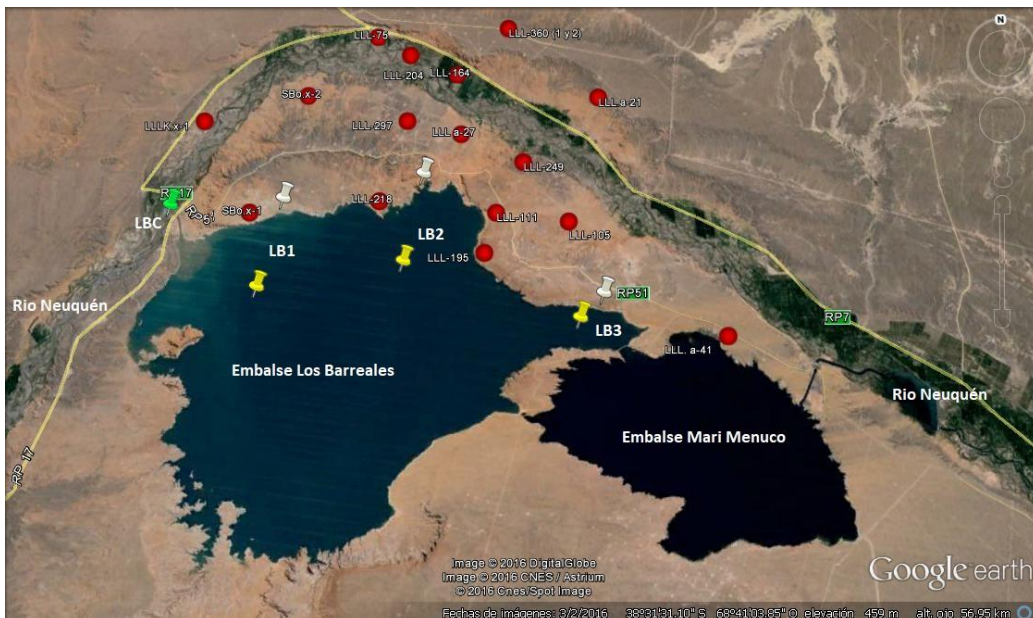 N
LLL-75
LLL-360 (1 y 2)
LLL-204
LLL-164
SBo.x-2
LLL.a-21
LLLK.x-1
LLL-297
LLL.a-27
LLL-249
RP17
RP51
LBC
SBo.x-1
LLL-218
LLL-111
LLL-105
LB1
LB2
LLL-195
Rio Neuquén
RP51
LB3
RP7
LLL. a-41
Embalse Los Barreales
Rio Neuquén
Embalse Mari Menuco
RP 17
Image © 2016 DigitalGlobe
Image © 2016 CNES / Astrium
© 2016 Cnes/Spot Image
Google earth
Fechas de imágenes: 3/2/2016 38°31'31.10" S 68°41'03.85" O elevación 459 m alt. ojo 56.95 km